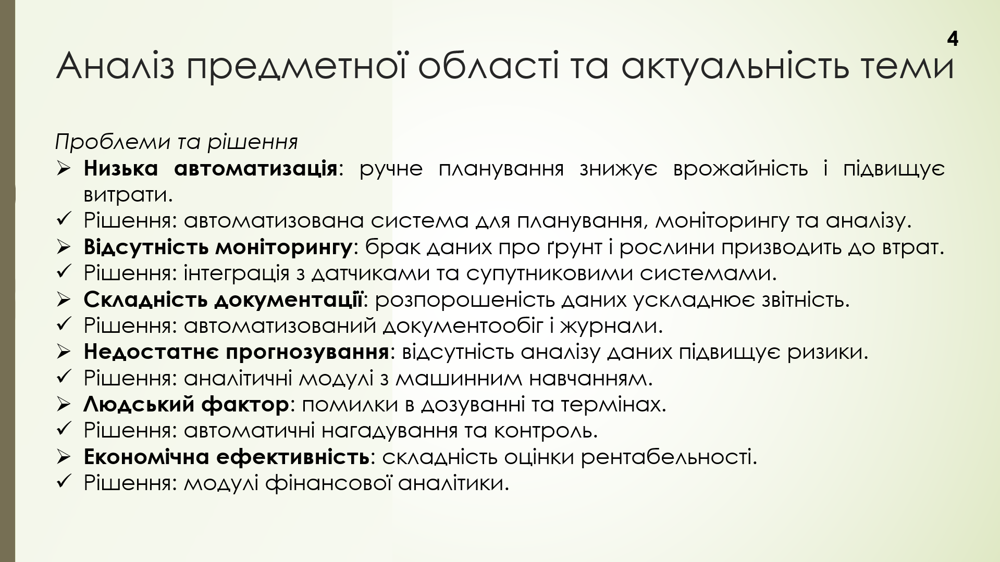 4
Аналіз предметної області та актуальність теми
Проблеми та рішення
➢ Низька автоматизація: ручне планування знижує врожайність і підвищує
витрати.
✓ Рішення: автоматизована система для планування, моніторингу та аналізу.
➢ Відсутність моніторингу: брак даних про ґрунт і рослини призводить до втрат.
✓ Рішення: інтеграція з датчиками та супутниковими системами.
➢ Складність документації: розпорошеність даних ускладнює звітність.
✓ Рішення: автоматизований документообіг і журнали.
➢ Недостатнє прогнозування: відсутність аналізу даних підвищує ризики.
✓ Рішення: аналітичні модулі з машинним навчанням.
➢ Людський фактор: помилки в дозуванні та термінах.
✓ Рішення: автоматичні нагадування та контроль.
➢ Економічна ефективність: складність оцінки рентабельності.
✓ Рішення: модулі фінансової аналітики.